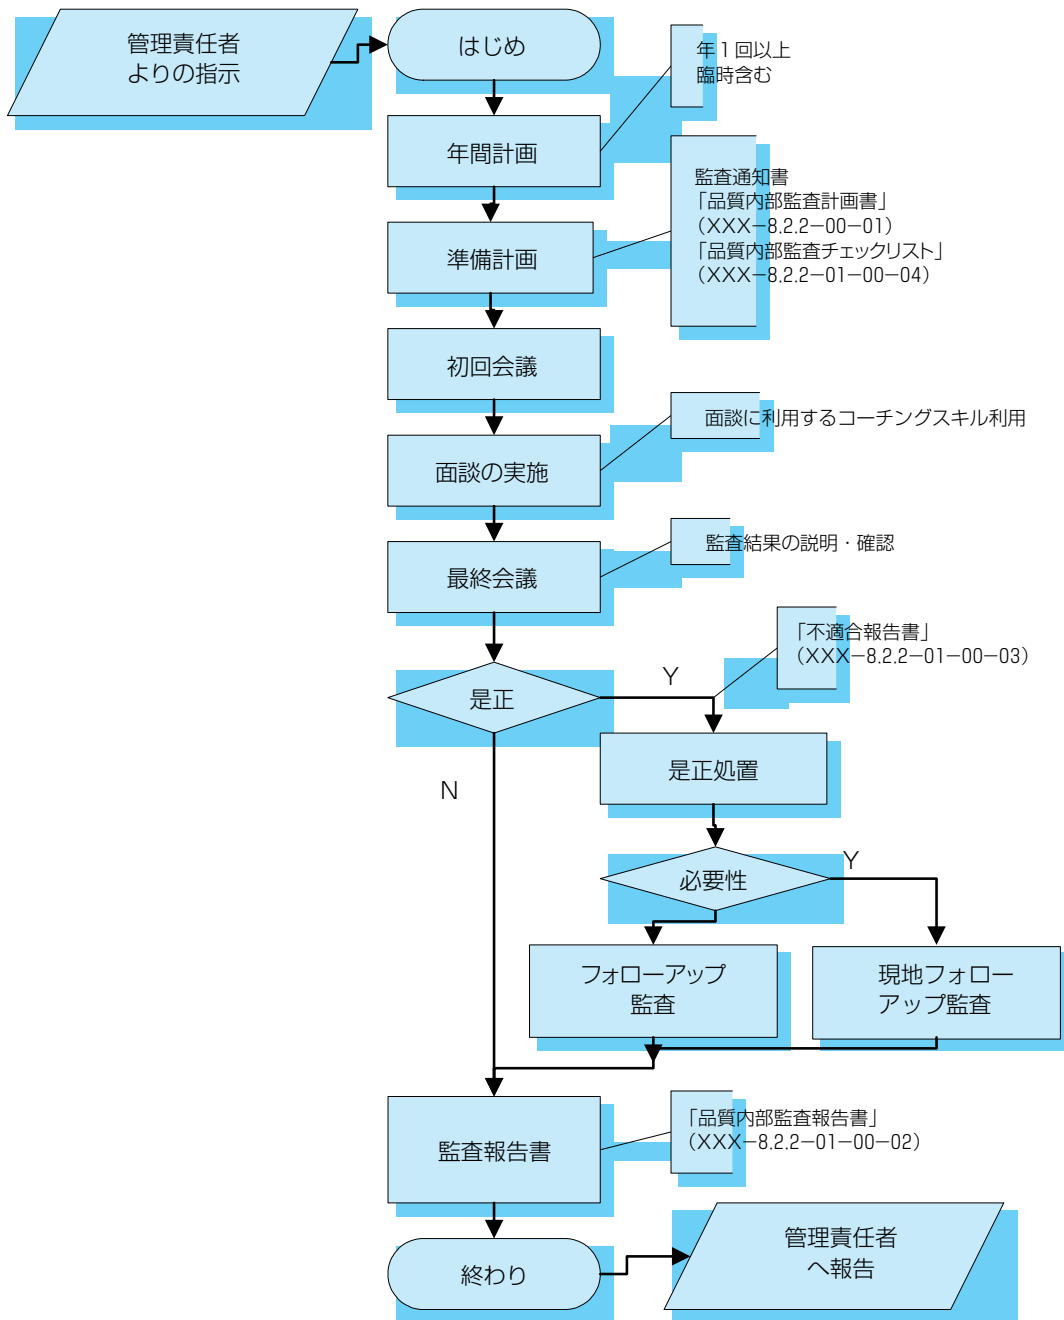 管理責任者
よりの指示
はじめ
年１回以上
臨時含む
年間計画
監査通知書
「品質内部監査計画書」
（XXX−8.2.2−00−01）
「品質内部監査チェックリスト」
（XXX−8.2.2−01−00−04）
準備計画
初回会議
面談に利用するコーチングスキル利用
面談の実施
監査結果の説明・確認
最終会議
「不適合報告書」
（XXX−8.2.2−01−00−03）
Y
是正
是正処置
N
Y
必要性
フォローアップ
監査
現地フォロー
アップ監査
「品質内部監査報告書」
（XXX−8.2.2−01−00−02）
監査報告書
管理責任者
へ報告
終わり